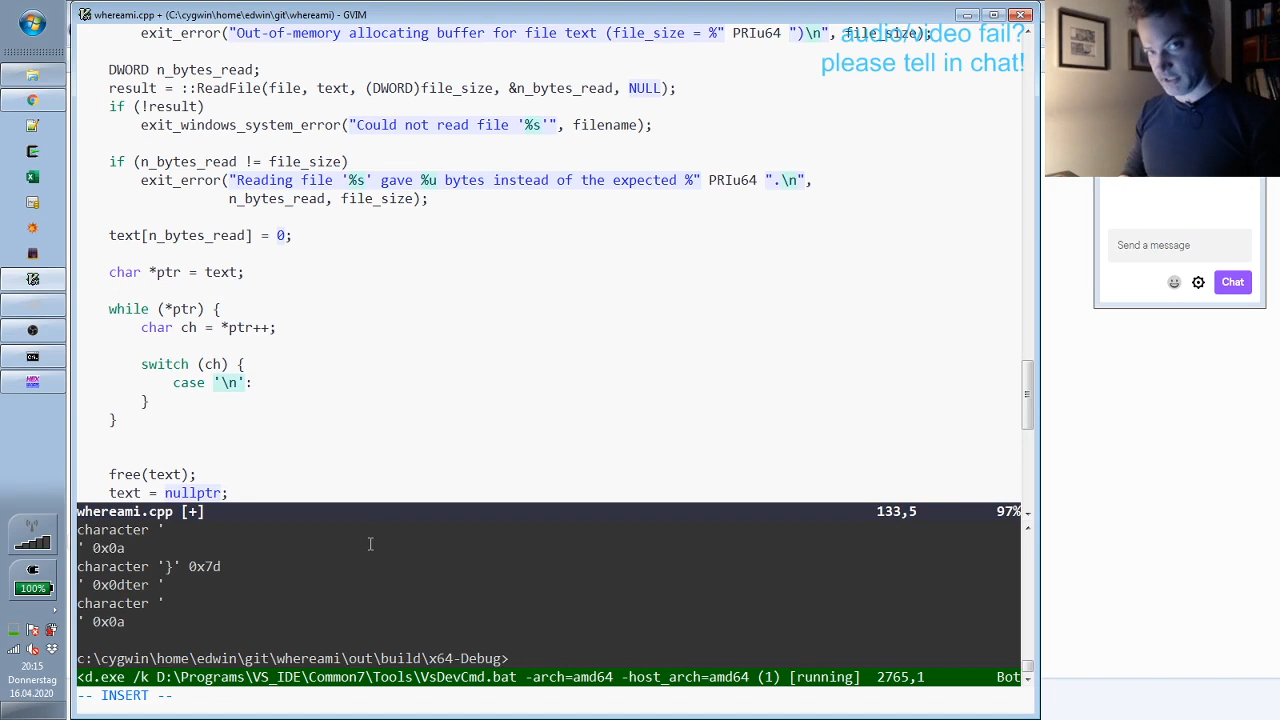 whereami.cpp + (C:\cygwin\home\edwin\git\whereami) - GVIM
exit_error("Out-of-memory allocating buffer for file text (file_size = %" PRIu64 ")\n", file_size);
audio/video fail?
please tell in chat!
DWORD n_bytes_read;
result = ::ReadFile(file, text, (DWORD)file_size, &n_bytes_read, NULL);
if (!result)
exit_windows_system_error("Could not read file '%s'", filename);
if (n_bytes_read != file_size)
exit_error("Reading file '%s' gave %u bytes instead of the expected %" PRIu64 ".\n",
n_bytes_read, file_size);
text[n_bytes_read] = 0;
char *ptr = text;
while (*ptr) {
char ch = *ptr++;
switch (ch) {
case '\n':
}
}
free(text);
text = nullptr;
whereami.cpp [+] 133,5 97%
character '
' 0x0a
character '}' 0x7d
' 0x0dter '
character '
' 0x0a
c:\cygwin\home\edwin\git\whereami\out\build\x64-Debug>
<d.exe /k D:\Programs\VS_IDE\Common7\Tools\VsDevCmd.bat -arch=amd64 -host_arch=amd64 (1) [running] 2765,1 Bot
-- INSERT --
Send a message
Chat
100%
20:15
Donnerstag
16.04.2020